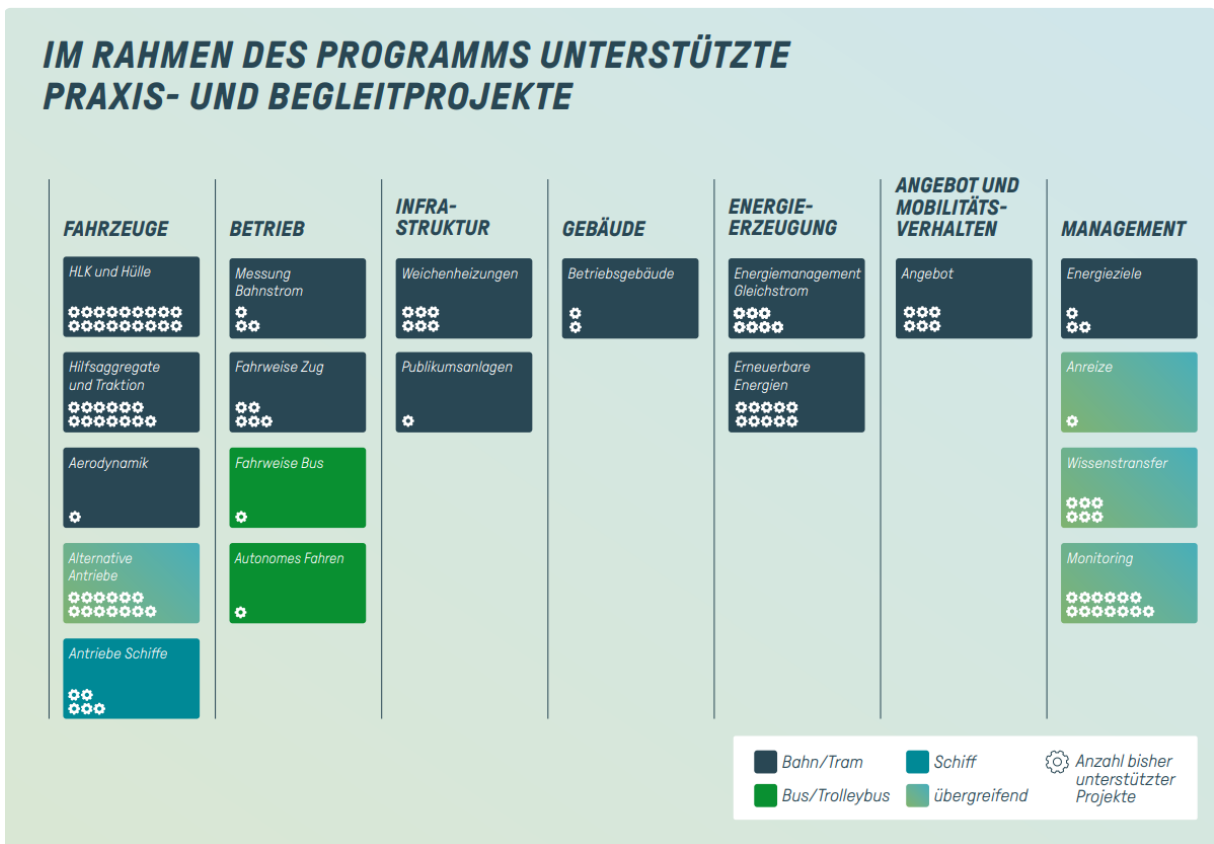 IM RAHMEN DES PROGRAMMS UNTERSTÜTZTE
PRAXIS- UND BEGLEITPROJEKTE
FAHRZEUGE
HLK und Hülle
Hilfsaggregate
und Traktion
Aerodynamik
Alternative
Antriebe
Antriebe Schiffe
BETRIEB
Messung
Bahnstrom
Fahrweise Zug
Fahrweise Bus
Autonomes Fahren
INFRA-
STRUKTUR
Weichenheizungen
Publikumsanlagen
GEBÄUDE
Betriebsgebäude
ENERGIE-
ERZEUGUNG
Energiemanagement
Gleichstrom
Erneuerbare
Energien
ANGEBOT UND
MOBILITÄTS-
VERHALTEN
Angebot
MANAGEMENT
Energieziele
Anreize
Wissenstransfer
Monitoring
Bahn/Tram
Bus/Trolleybus
Schiff
übergreifend
Anzahl bisher
unterstützter
Projekte